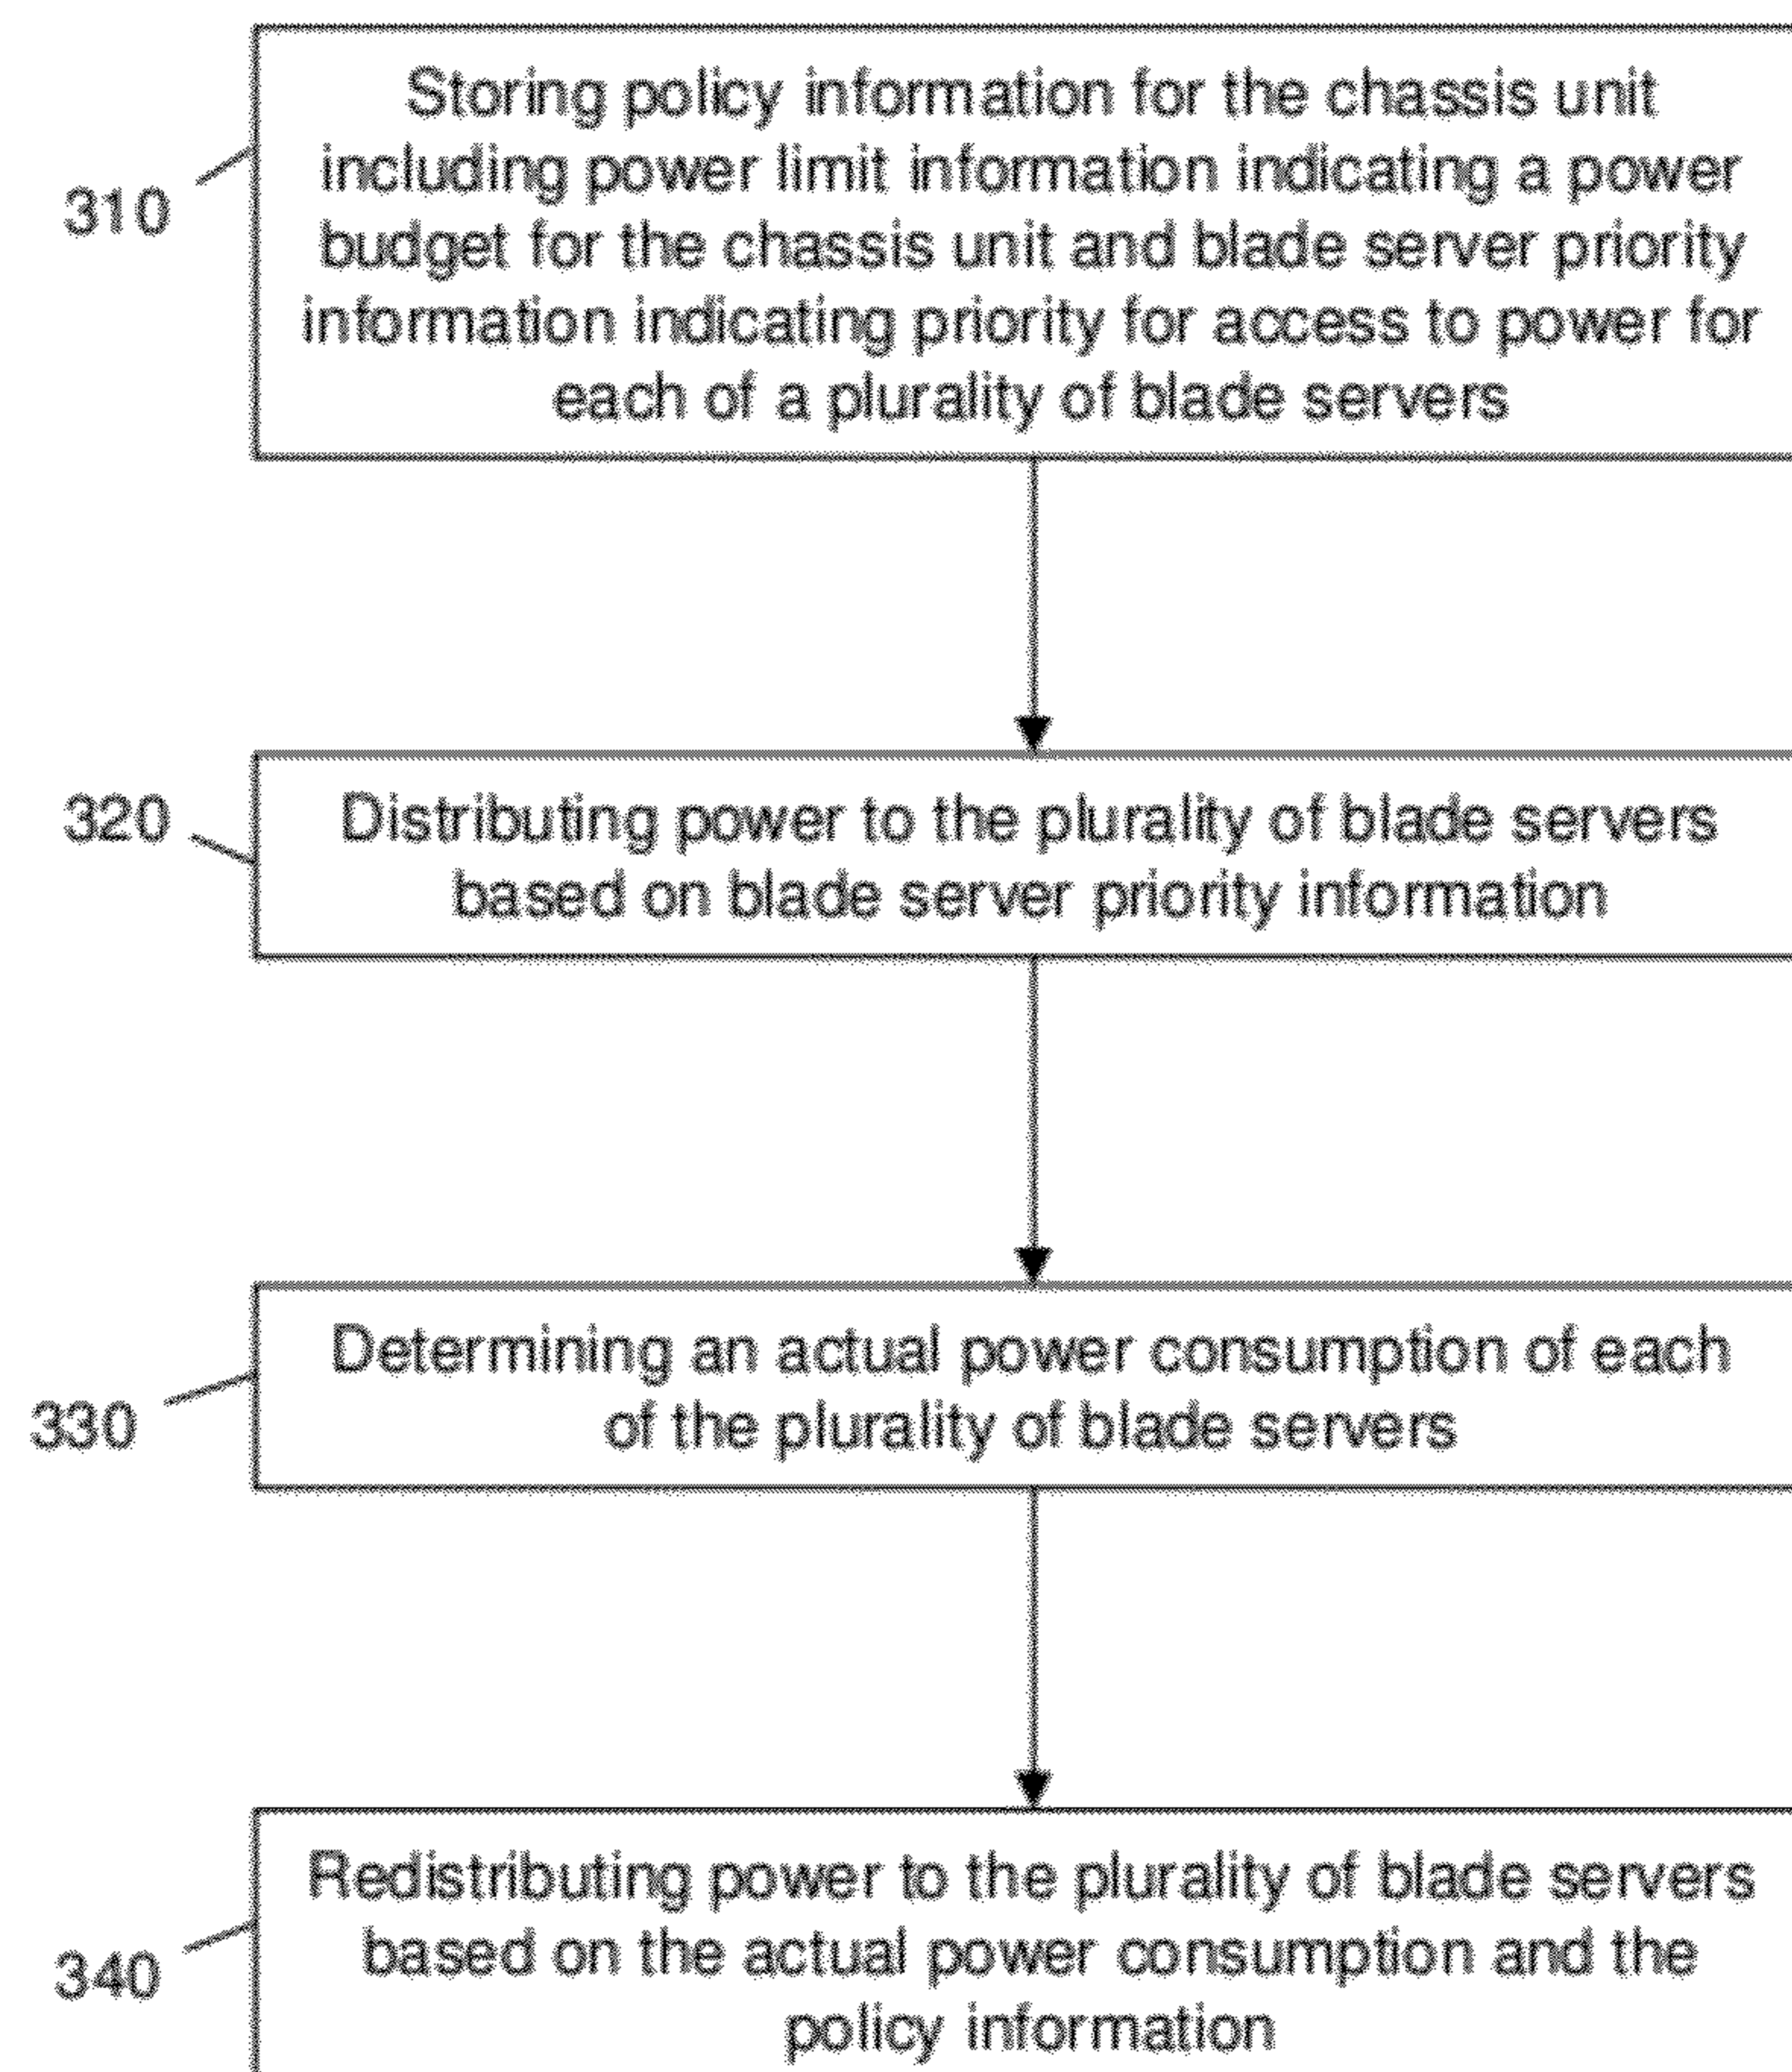 Storing policy information for the chassis unit
including power limit information indicating a power
budget for the chassis unit and blade server priority
information indicating priority for access to power for
each of a plurality of blade servers
310
Distributing power to the plurality of blade servers
based on blade server priority information
320
Determining an actual power consumption of each
of the plurality of blade servers
330
Redistributing power to the plurality of blade servers
based on the actual power consumption and the
policy information
340